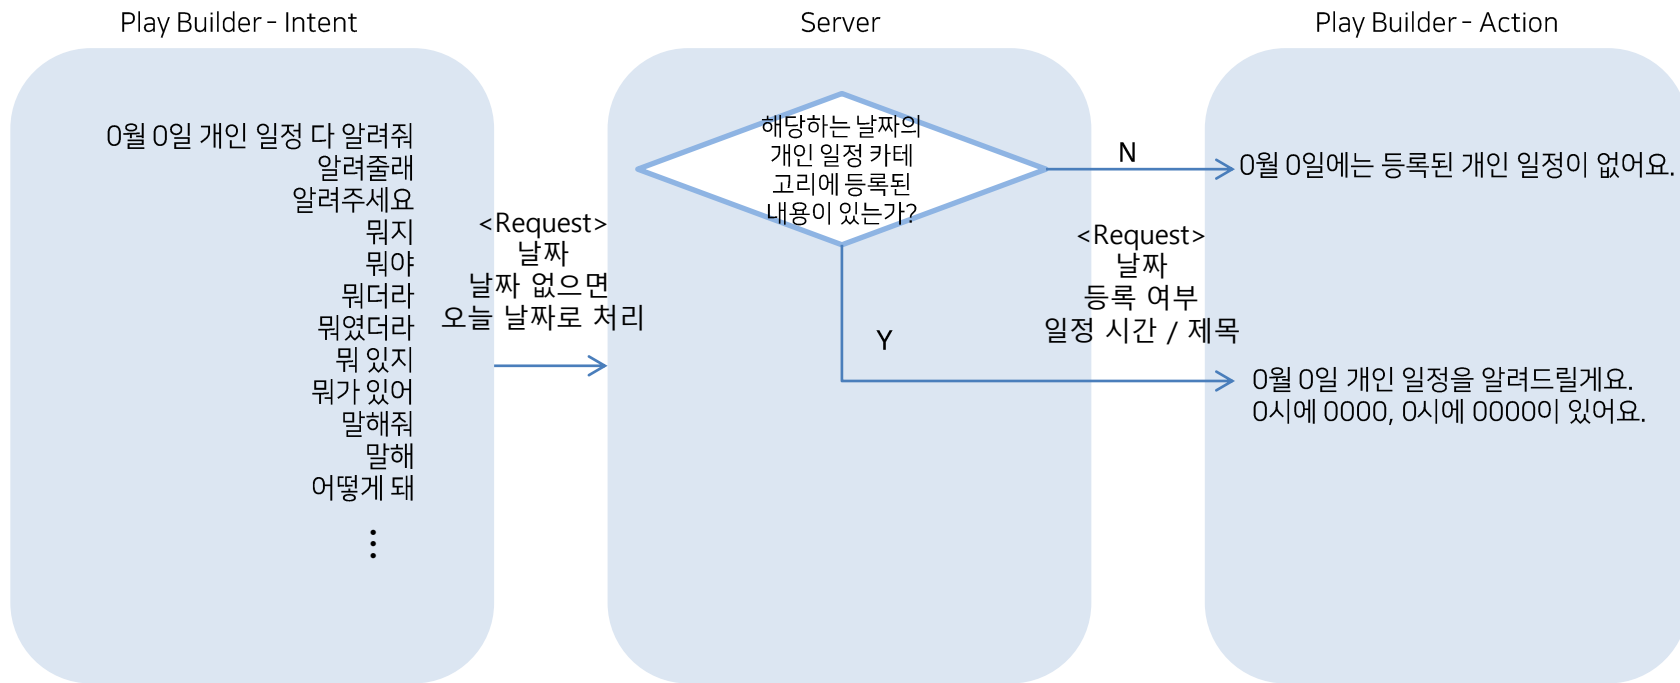 Play Builder - Intent
0월 0일 개인 일정 다 알려줘
알려줄래
알려주세요
뭐지
뭐야
뭐더라
뭐였더라
뭐 있지
뭐가 있어
말해줘
말해
어떻게 돼
⋮
<Request>
날짜
날짜 없으면
오늘 날짜로 처리
Server
해당하는 날짜의
개인 일정 카테
고리에 등록된
내용이 있는가?
N
Y
<Request>
날짜
등록 여부
일정 시간 / 제목
Play Builder - Action
0월 0일에는 등록된 개인 일정이 없어요.
0월 0일 개인 일정을 알려드릴게요.
0시에 0000, 0시에 0000이 있어요.